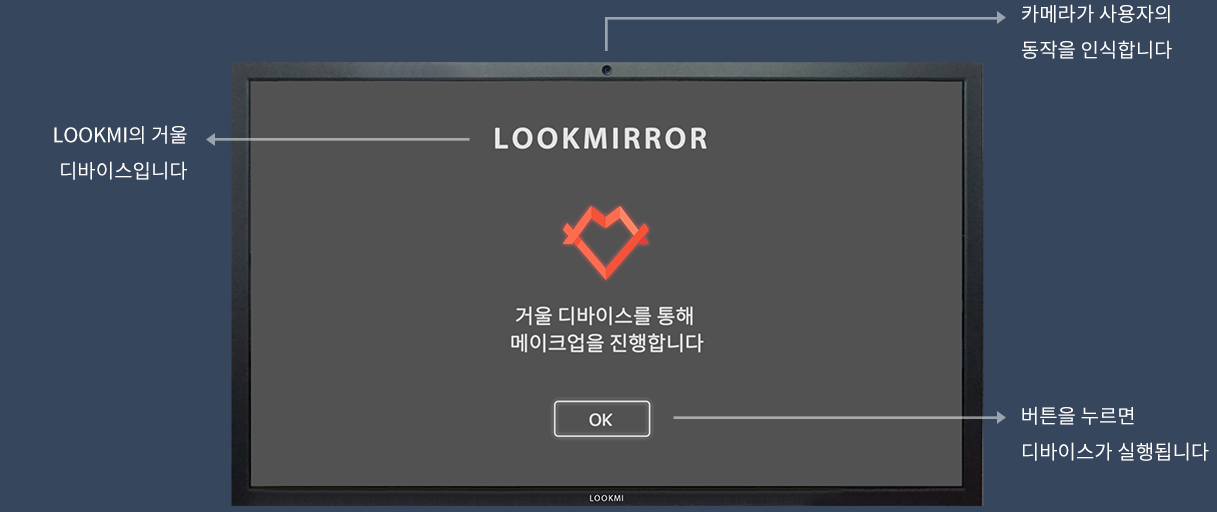 카메라가 사용자의
동작을 인식합니다
LOOKMI의 거울
디바이스입니다
LOOKMIRROR
거울 디바이스를 통해
메이크업을 진행합니다
OK
버튼을 누르면
디바이스가 실행됩니다
LOOKMI